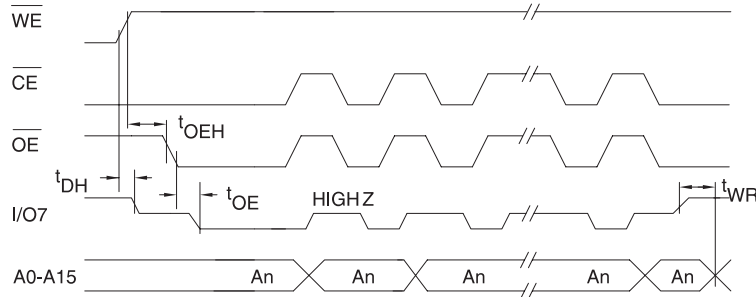 WE
CE
OE
tOEH
tDH
tOE
HIGH Z
tWR
I/O7
A0-A15
An An An An An